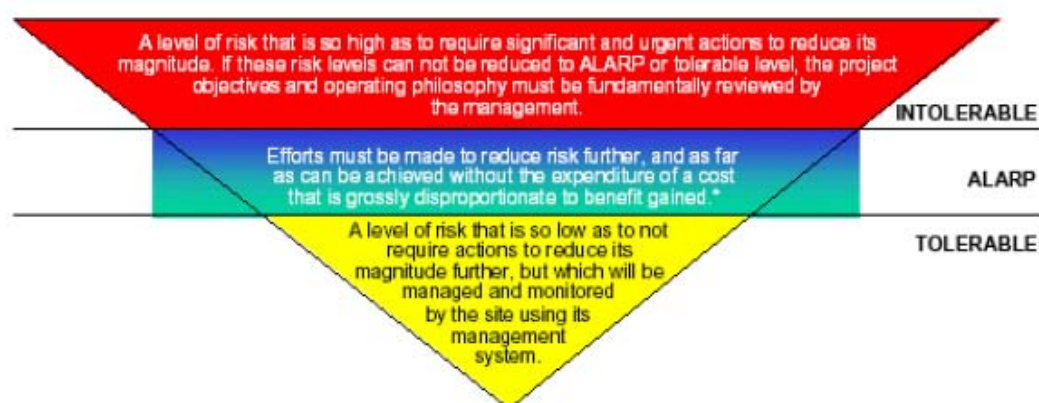 A level of risk that is so high as to require significant and urgent actions to reduce its
magnitude. If these risk levels can not be reduced to ALARP or tolerable level, the project
objectives and operating philosophy must be fundamentally reviewed by
the management.
INTOLERABLE
Efforts must be made to reduce risk further, and as far
as can be achieved without the expenditure of a cost
that is grossly disproportionate to benefit gained.*
ALARP
A level of risk that is so low as to not
require actions to reduce its
magnitude further, but which will be
managed and monitored
by the site using its
management
system.
TOLERABLE